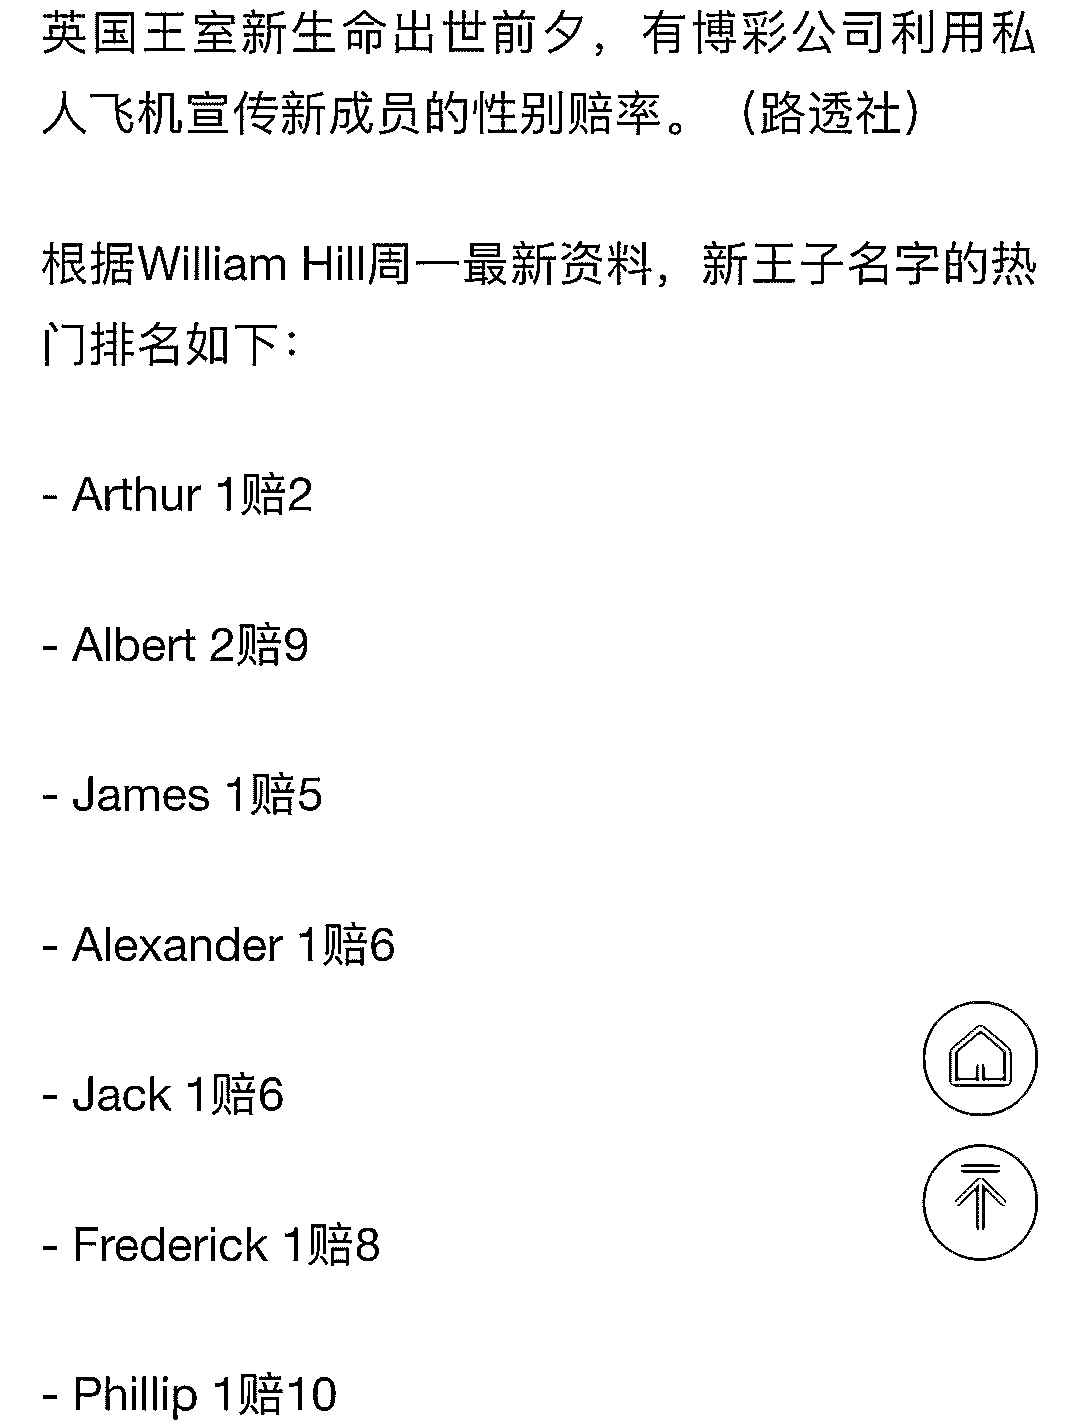 英国王室新生命出世前夕，有博彩公司利用私
人飞机宣传新成员的性别赔率。（路透社）
根据William Hill周一最新资料，新王子名字的热
门排名如下：
- Arthur 1赔2
- Albert 2赔9
- James 1赔5
- Alexander 1赔6
- Jack 1赔6
- Frederick 1赔8
- Phillip 1赔10